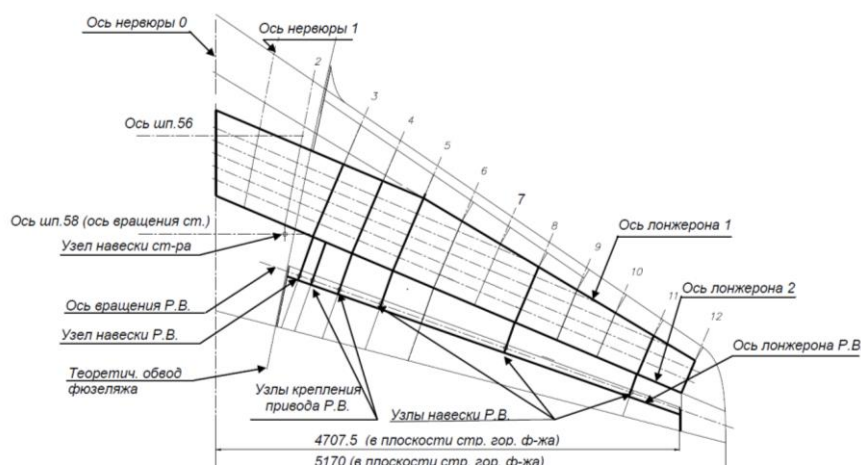 Ось нервюры 0
Ось нервюры 1
2
3
4
5
6
7
8
9
10
11
12
Ось шп.56
Ось шп.58 (ось вращения ст.)
Узел навески ст-ра
Ось лонжерона 1
Ось лонжерона 2
Ось вращения Р.В.
Узел навески Р.В.
Ось лонжерона Р.В
Теоретич. обвод
фюзеляжа
Узлы крепления
привода Р.В.
Узлы навески Р.В.
4707.5 (в плоскости стр. гор. ф-жа)
5170 (в плоскости стр. гор. ф-жа)